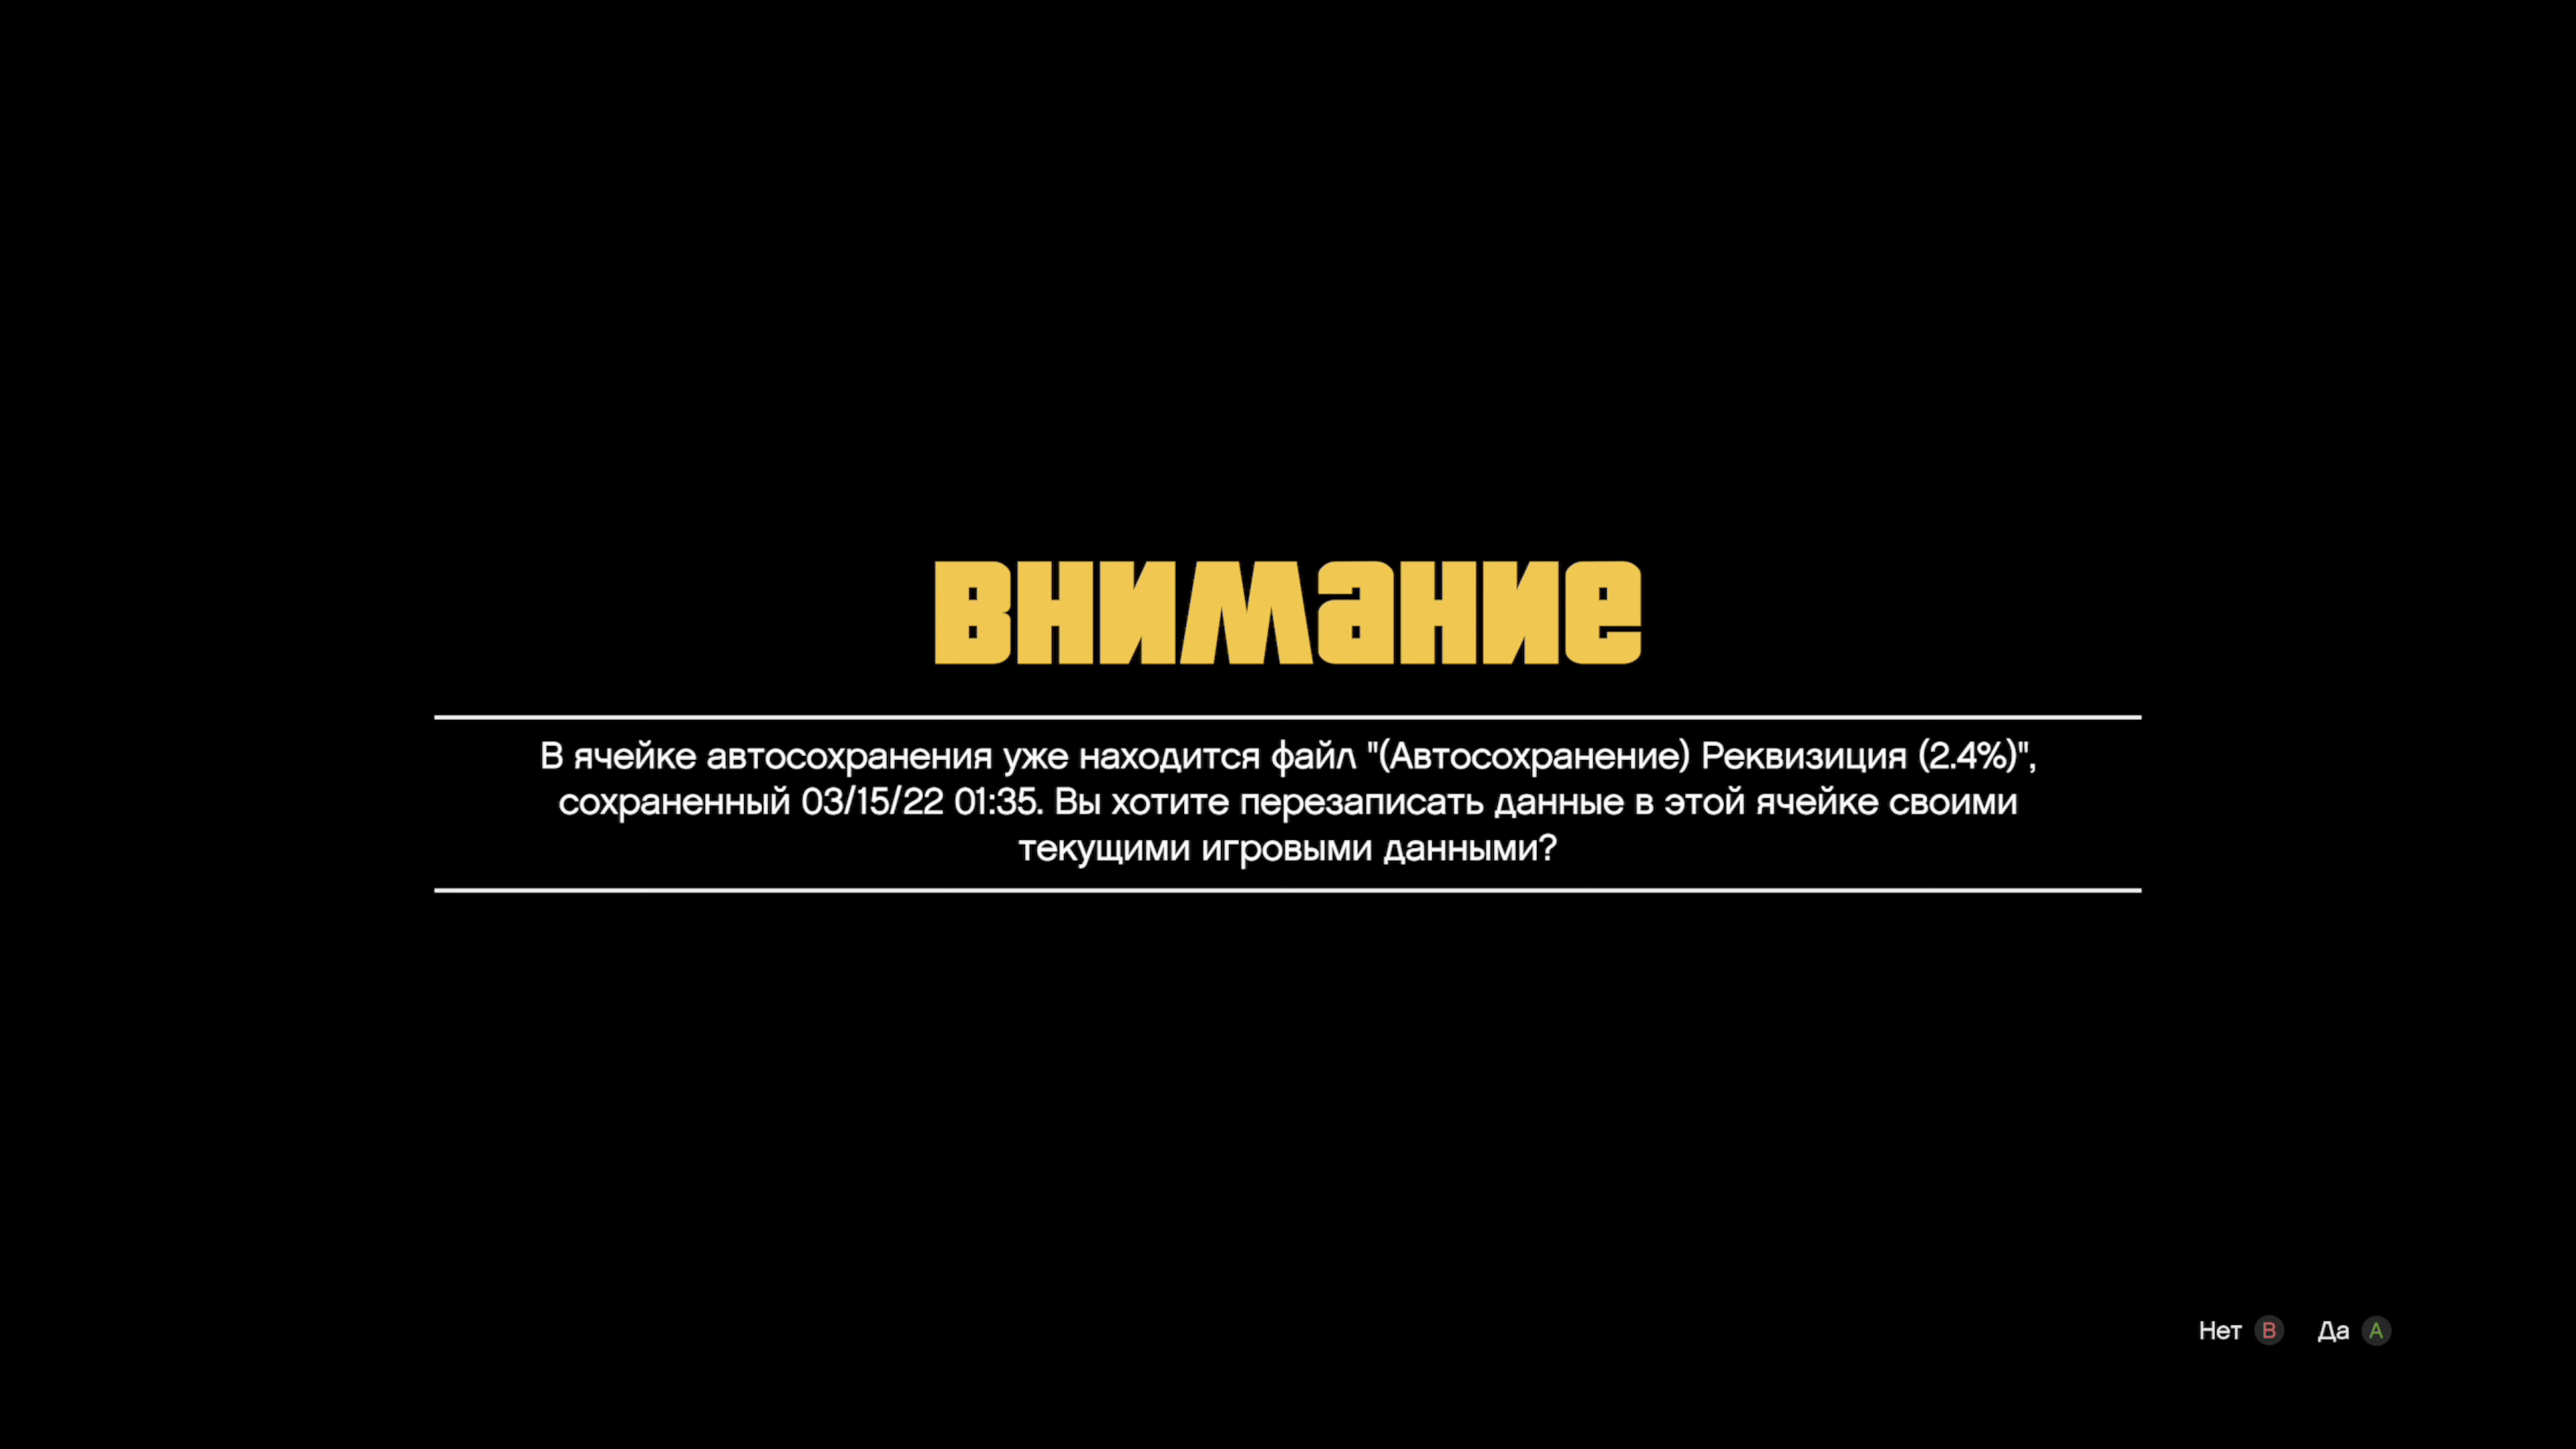 внимание
В ячейке автосохранения уже находится файл "(Автосохранение) Реквизиция (2.4%)",
сохраненный 03/15/22 01:35. Вы хотите перезаписать данные в этой ячейке своими
текущими игровыми данными?
Нет B Да A